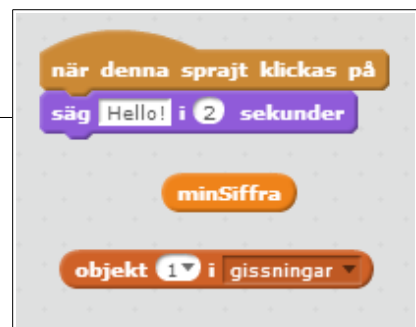 när denna sprajt klickas på
säg Hello! i 2 sekunder
minSiffra
objekt 1 i gissningar